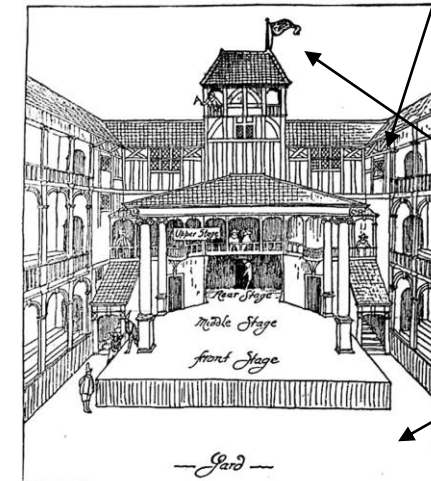 Upper Stage
Rear Stage
Middle Stage
front Stage
— Yard —